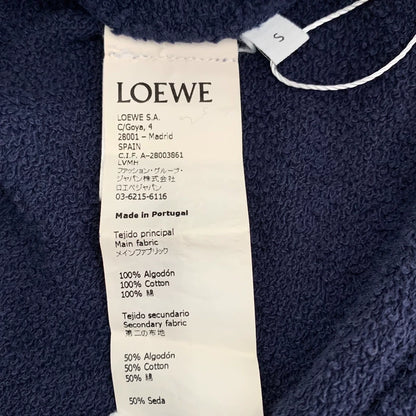 S
LOEWE
LOEWE S.A.
C/Goya, 4
28001 - Madrid
SPAIN
C.I.F. A-28003861
LVMH
ファッション・グループ・
ジャパン株式会社
ロエベジャパン
03-6215-6116
Made in Portugal
Tejido principal
Main fabric
メインファブリック
100% Algodón
100% Cotton
100% 綿
Tejido secundario
Secondary fabric
第二の布地
50% Algodón
50% Cotton
50% 綿
50% Seda